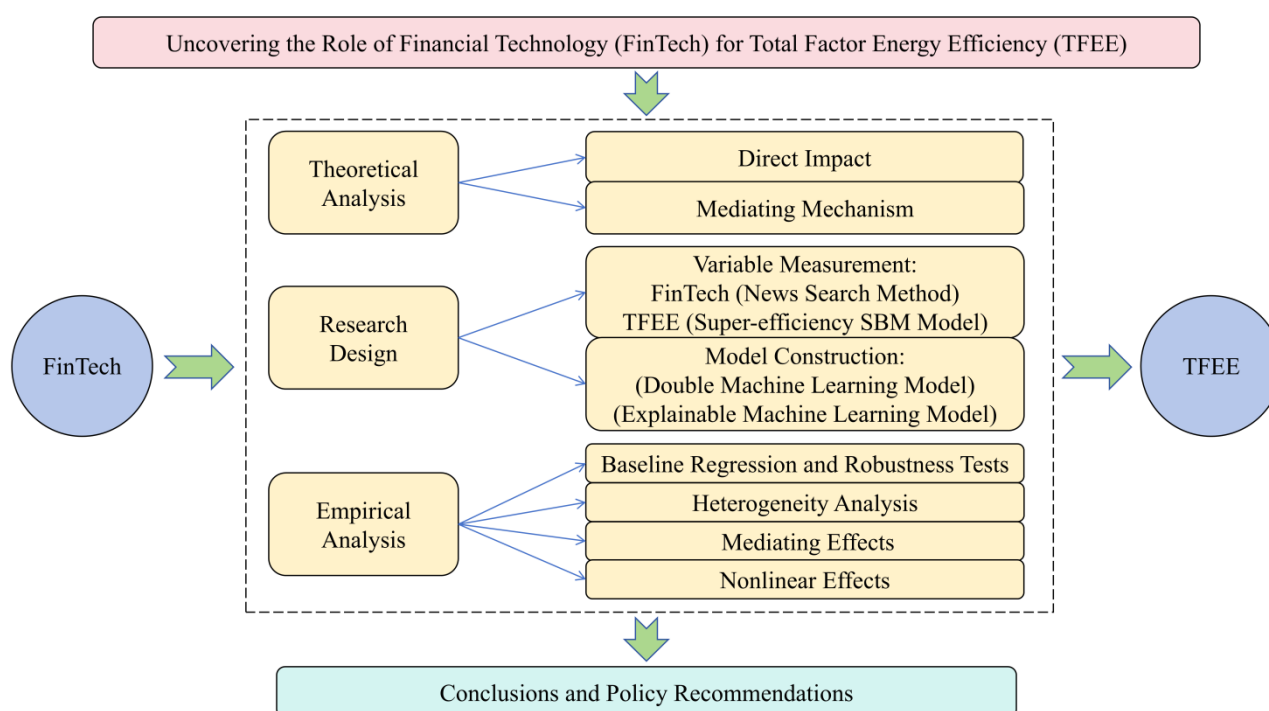 Uncovering the Role of Financial Technology (FinTech) for Total Factor Energy Efficiency (TFEE)
FinTech
Theoretical
Analysis
Direct Impact
Mediating Mechanism
Research
Design
Variable Measurement:
FinTech (News Search Method)
TFEE (Super-efficiency SBM Model)
Model Construction:
(Double Machine Learning Model)
(Explainable Machine Learning Model)
Empirical
Analysis
Baseline Regression and Robustness Tests
Heterogeneity Analysis
Mediating Effects
Nonlinear Effects
TFEE
Conclusions and Policy Recommendations